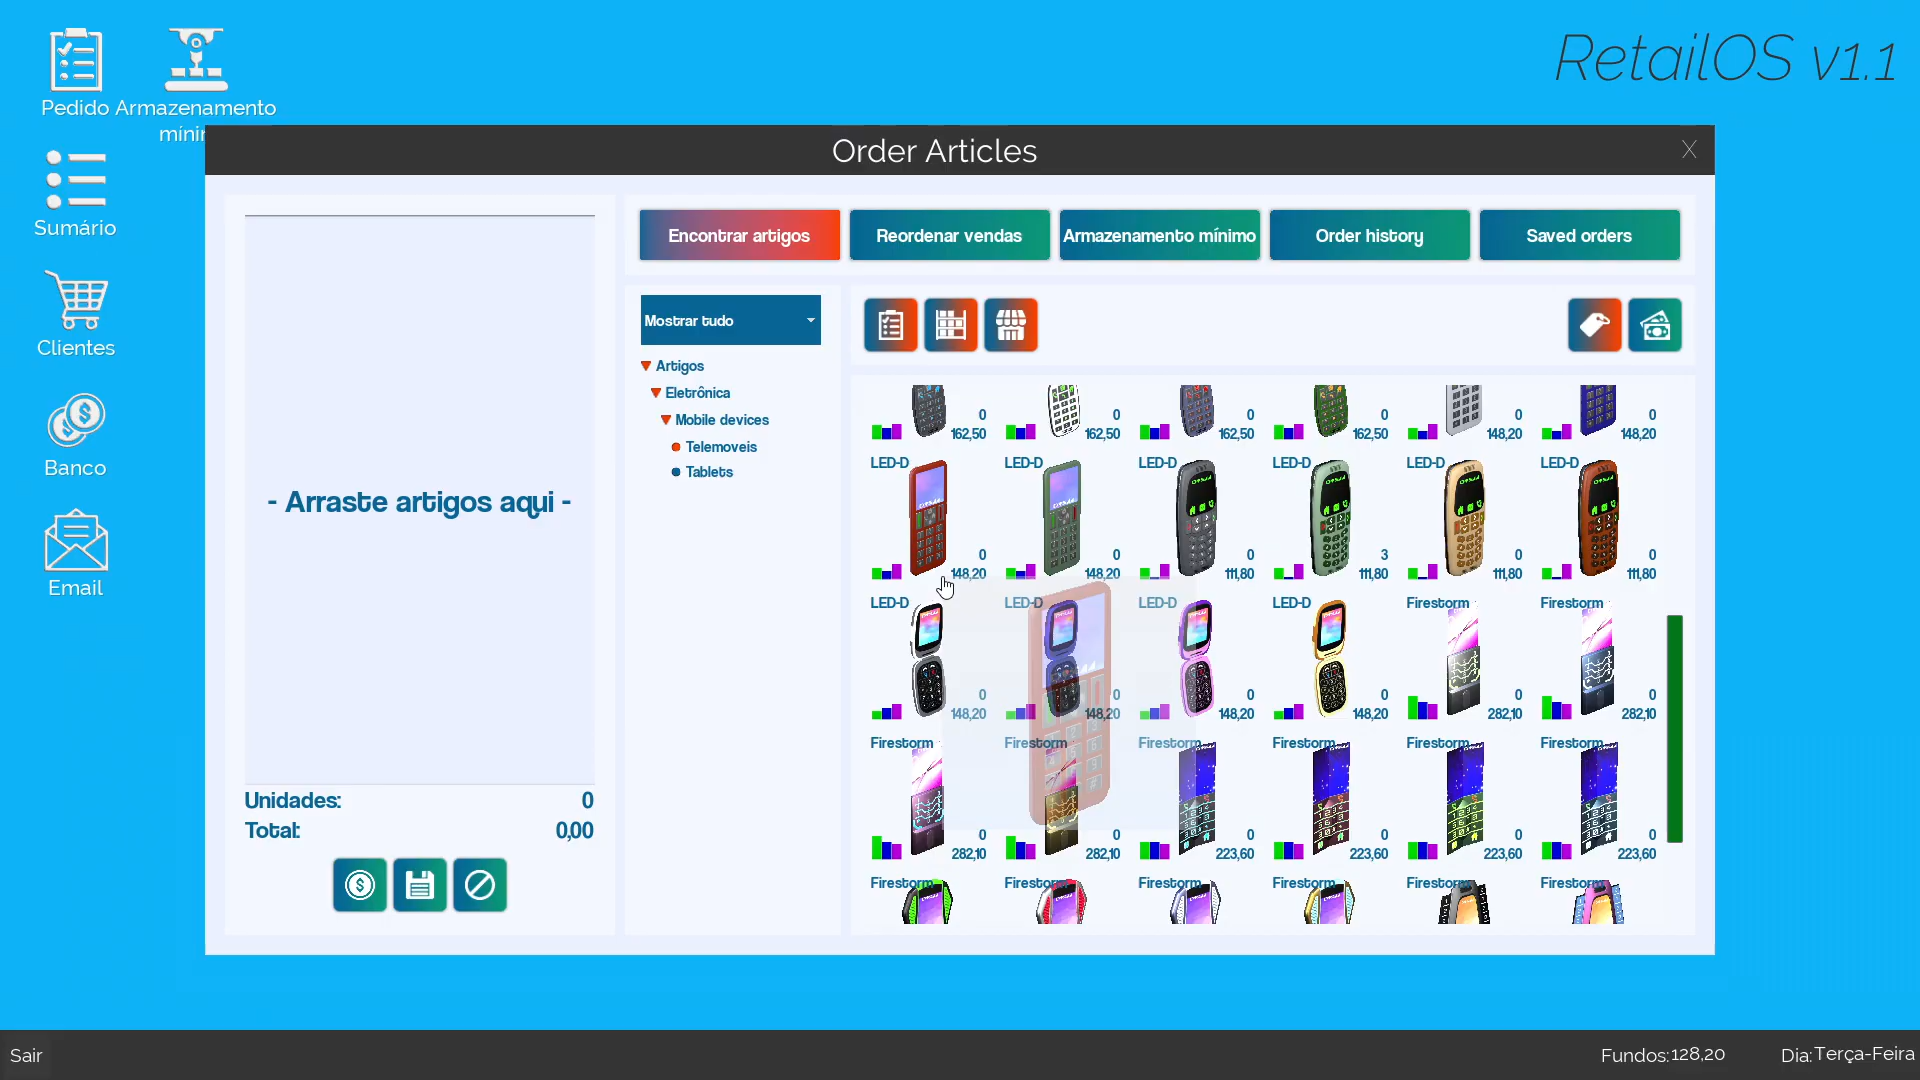 RetailOS v1.1
Pedido
Armazenamento
Sumário
Clientes
Banco
Email
Order Articles
X
Encontrar artigos
Reordenar vendas
Armazenamento mínimo
Order history
Saved orders
Mostrar tudo
Artigos
Eletrônica
Mobile devices
Telemoveis
Tablets
- Arraste artigos aqui -
Unidades: 0
Total: 0,00
0 0 0 0 0 0
162,50 162,50 162,50 162,50 148,20 148,20
LED-D LED-D LED-D LED-D LED-D LED-D
0 0 0 3 0 0
148,20 148,20 111,80 111,80 111,80 111,80
LED-D LED-D LED-D LED-D Firestorm Firestorm
0 0 0 0 0 0
148,20 148,20 148,20 148,20 282,10 282,10
Firestorm Firestorm Firestorm Firestorm Firestorm Firestorm
0 0 0 0 0 0
282,10 282,10 223,60 223,60 223,60 223,60
Firestorm Firestorm Firestorm Firestorm Firestorm Firestorm
Sair
Fundos: 128,20
Dia: Terça-Feira